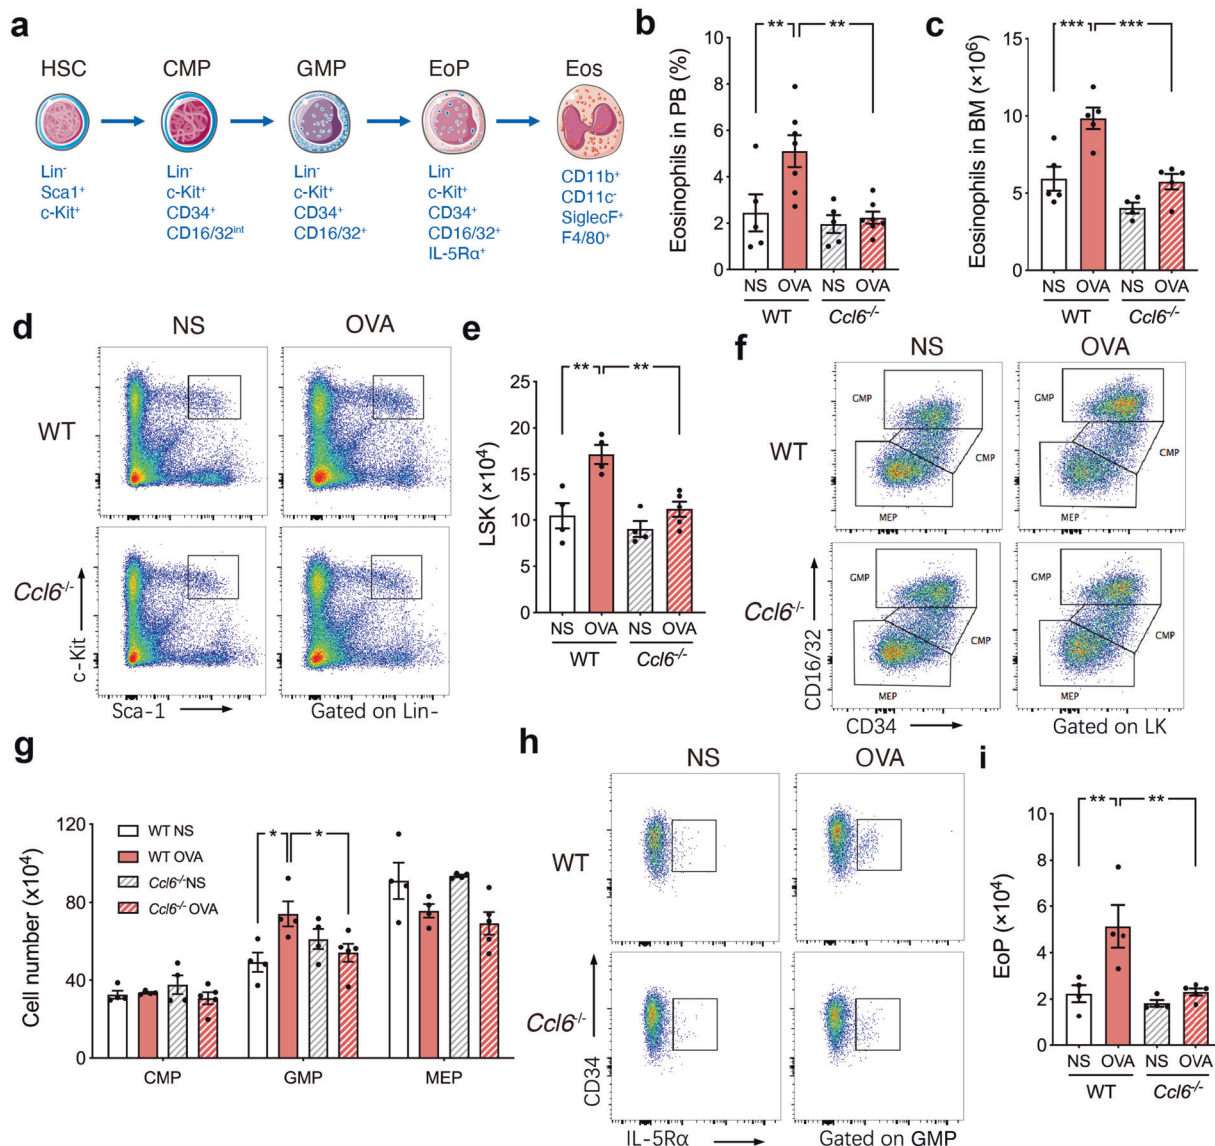 a
HSC CMP GMP EoP Eos
Lin⁻
Sca1⁺
c-Kit⁺
Lin⁻
c-Kit⁺
CD34⁺
CD16/32ⁱⁿᵗ
Lin⁻
c-Kit⁺
CD34⁺
CD16/32⁺
Lin⁻
c-Kit⁺
CD34⁺
CD16/32⁺
IL-5Rα⁺
CD11b⁺
CD11c⁻
SiglecF⁺
F4/80⁺
b
Eosinophils in PB (%)
** **
10
8
6
4
2
0
NS OVA NS OVA
WT Ccl6⁻/⁻
c
Eosinophils in BM (×10⁶)
*** ***
15
10
5
0
NS OVA NS OVA
WT Ccl6⁻/⁻
d
NS OVA
WT
Ccl6⁻/⁻
c-Kit
Sca-1 Gated on Lin-
e
LSK (×10⁴)
** **
25
20
15
10
5
0
NS OVA NS OVA
WT Ccl6⁻/⁻
f
NS OVA
WT
GMP CMP MEP
GMP CMP MEP
Ccl6⁻/⁻
GMP CMP MEP
GMP CMP MEP
CD16/32
CD34 Gated on LK
g
Cell number (x10⁴)
120
80
40
0
WT NS
WT OVA
Ccl6⁻/⁻NS
Ccl6⁻/⁻ OVA
* *
CMP GMP MEP
h
NS OVA
WT
Ccl6⁻/⁻
CD34
IL-5Rα Gated on GMP
i
EoP (×10⁴)
** **
10
8
6
4
2
0
NS OVA NS OVA
WT Ccl6⁻/⁻